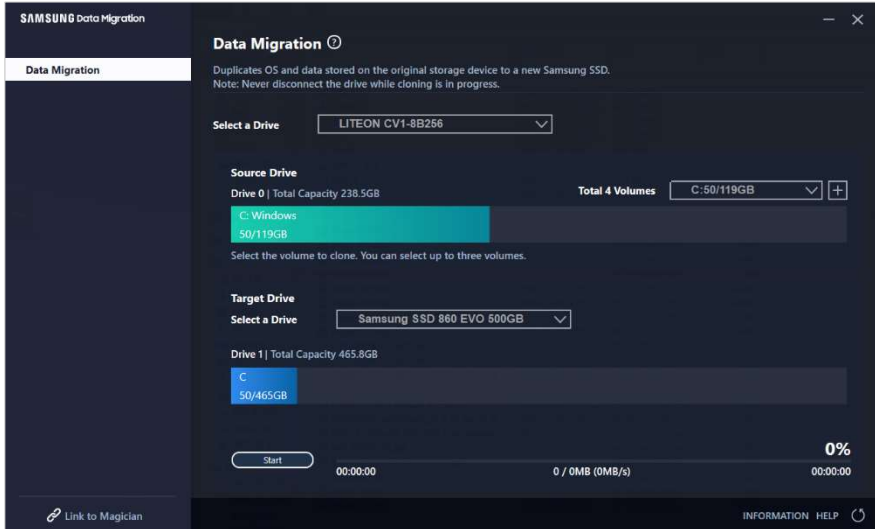 SAMSUNG Data Migration
Data Migration
Data Migration ?
Duplicates OS and data stored on the original storage device to a new Samsung SSD.
Note: Never disconnect the drive while cloning is in progress.
Select a Drive LITEON CV1-8B256
Source Drive
Drive 0 | Total Capacity 238.5GB Total 4 Volumes C:50/119GB +
C: Windows
50/119GB
Select the volume to clone. You can select up to three volumes.
Target Drive
Select a Drive Samsung SSD 860 EVO 500GB
Drive 1 | Total Capacity 465.8GB
C
50/465GB
0%
Start
00:00:00 0 / 0MB (0MB/s) 00:00:00
Link to Magician INFORMATION HELP